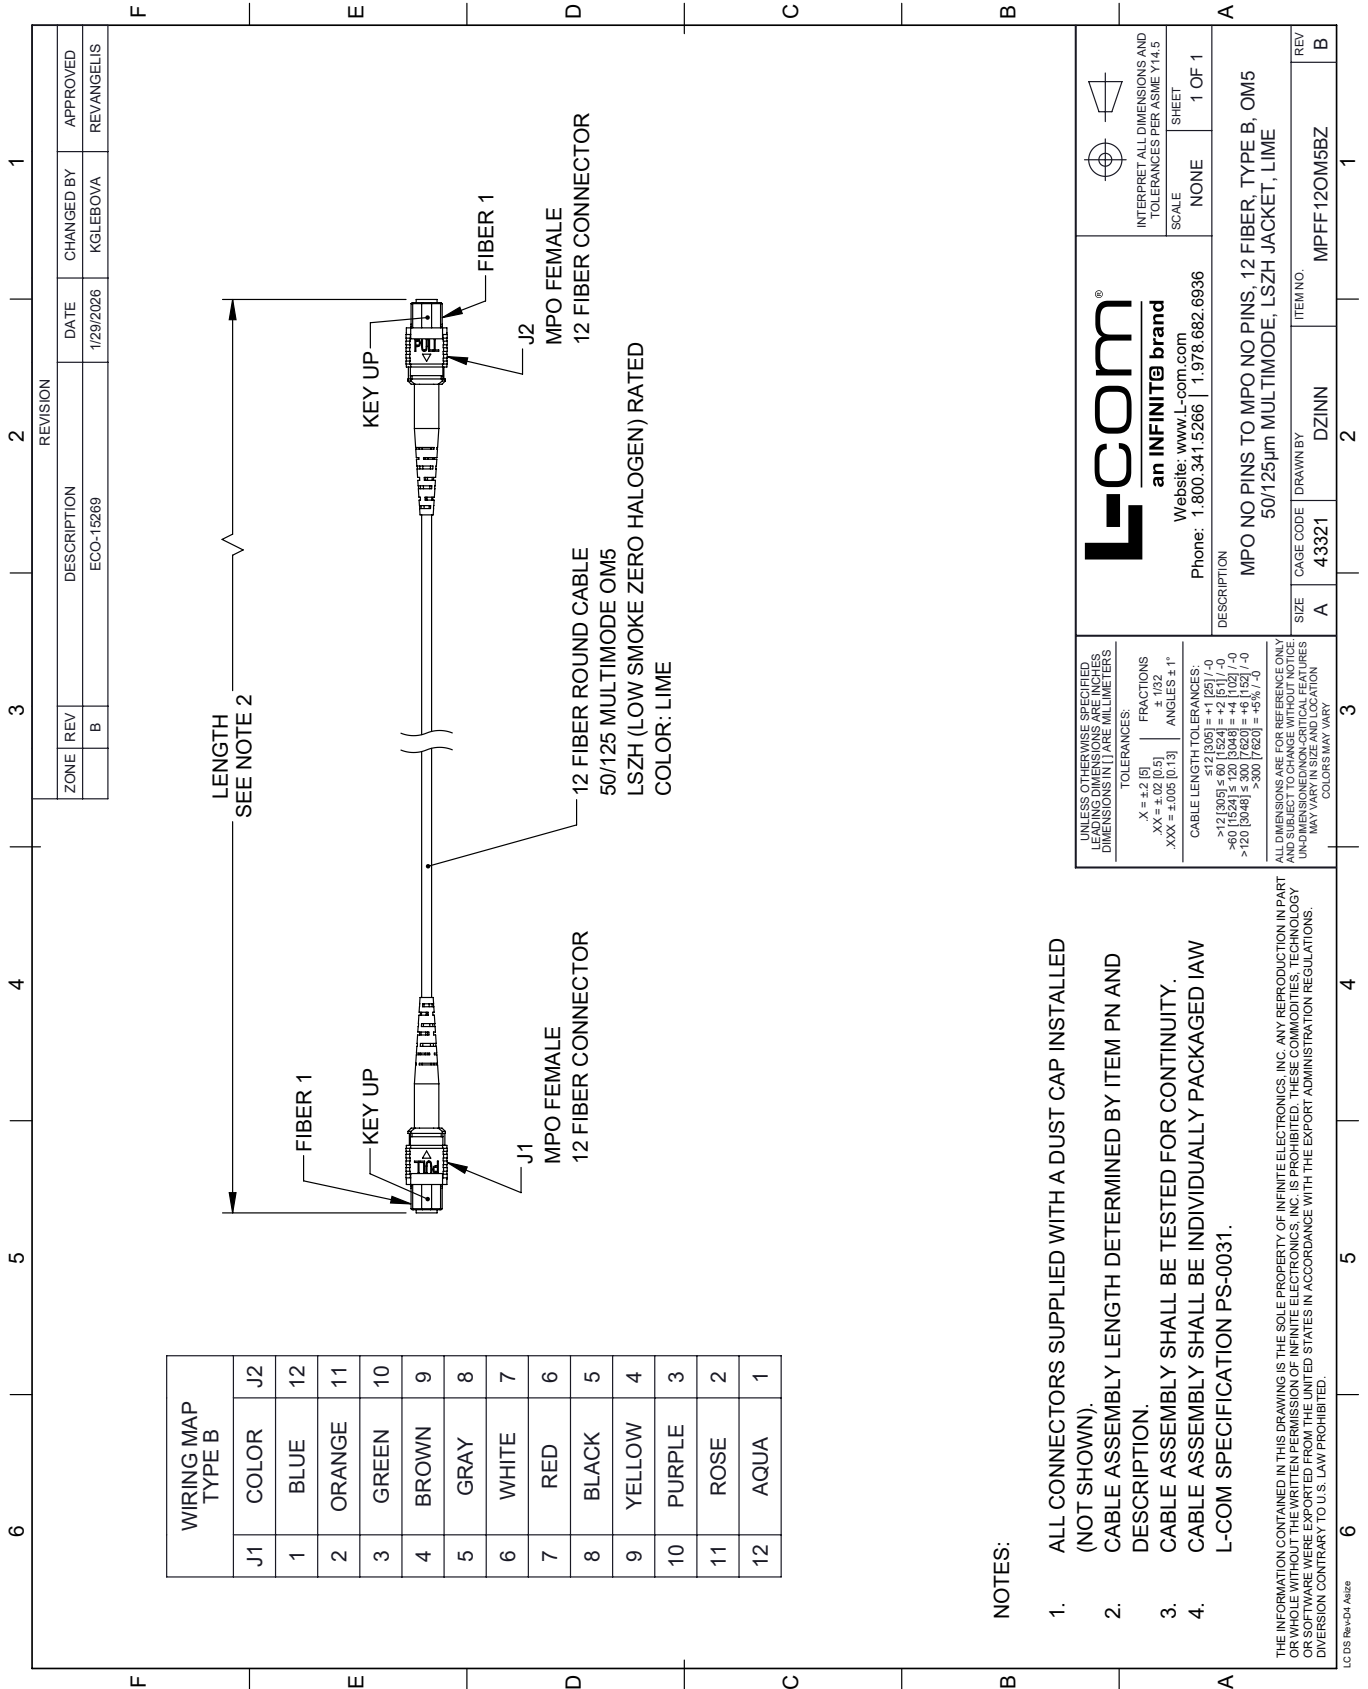 6 5 4 3 2 1
REVISION
ZONE REV DESCRIPTION DATE CHANGED BY APPROVED
B ECO-15269 1/29/2026 KGLEBOVA REVANGELIS
F F
E E
D D
C C
B B
A A
WIRING MAP
TYPE B
J1 COLOR J2
1 BLUE 12
2 ORANGE 11
3 GREEN 10
4 BROWN 9
5 GRAY 8
6 WHITE 7
7 RED 6
8 BLACK 5
9 YELLOW 4
10 PURPLE 3
11 ROSE 2
12 AQUA 1
LENGTH
SEE NOTE 2
FIBER 1
KEY UP
PULL
J1
MPO FEMALE
12 FIBER CONNECTOR
KEY UP
PULL
FIBER 1
J2
MPO FEMALE
12 FIBER CONNECTOR
12 FIBER ROUND CABLE
50/125 MULTIMODE OM5
LSZH (LOW SMOKE ZERO HALOGEN) RATED
COLOR: LIME
NOTES:
1. ALL CONNECTORS SUPPLIED WITH A DUST CAP INSTALLED
(NOT SHOWN).
2. CABLE ASSEMBLY LENGTH DETERMINED BY ITEM PN AND
DESCRIPTION.
3. CABLE ASSEMBLY SHALL BE TESTED FOR CONTINUITY.
4. CABLE ASSEMBLY SHALL BE INDIVIDUALLY PACKAGED IAW
L-COM SPECIFICATION PS-0031.
THE INFORMATION CONTAINED IN THIS DRAWING IS THE SOLE PROPERTY OF INFINITE ELECTRONICS, INC. ANY REPRODUCTION IN PART
OR WHOLE WITHOUT THE WRITTEN PERMISSION OF INFINITE ELECTRONICS, INC. IS PROHIBITED. THESE COMMODITIES, TECHNOLOGY
OR SOFTWARE WERE EXPORTED FROM THE UNITED STATES IN ACCORDANCE WITH THE EXPORT ADMINISTRATION REGULATIONS.
DIVERSION CONTRARY TO U.S. LAW PROHIBITED.
UNLESS OTHERWISE SPECIFIED
LEADING DIMENSIONS ARE INCHES
DIMENSIONS IN [ ] ARE MILLIMETERS
TOLERANCES:
.X = ±.2 [5] FRACTIONS
.XX = ±.02 [0.5] ± 1/32
.XXX = ±.005 [0.13] ANGLES ± 1°
CABLE LENGTH TOLERANCES:
≤12 [305] = +1 [25] / -0
>12 [305] ≤ 60 [1524] = +2 [51] / -0
>60 [1524] ≤ 120 [3048] = +4 [102] / -0
>120 [3048] ≤ 300 [7620] = +6 [152] / -0
>300 [7620] = +5% / -0
ALL DIMENSIONS ARE FOR REFERENCE ONLY
AND SUBJECT TO CHANGE WITHOUT NOTICE.
UN-DIMENSIONED/NON-CRITICAL FEATURES
MAY VARY IN SIZE AND LOCATION
COLORS MAY VARY
L-com®
an INFINIT@ brand
Website: www.L-com.com
Phone: 1.800.341.5266 | 1.978.682.6936
INTERPRET ALL DIMENSIONS AND
TOLERANCES PER ASME Y14.5
SCALE SHEET
NONE 1 OF 1
DESCRIPTION
MPO NO PINS TO MPO NO PINS, 12 FIBER, TYPE B, OM5
50/125µm MULTIMODE, LSZH JACKET, LIME
SIZE CAGE CODE DRAWN BY ITEM NO. REV
A 43321 DZINN MPFF12OM5BZ B
LC DS Rev-D4 Asize
6 5 4 3 2 1